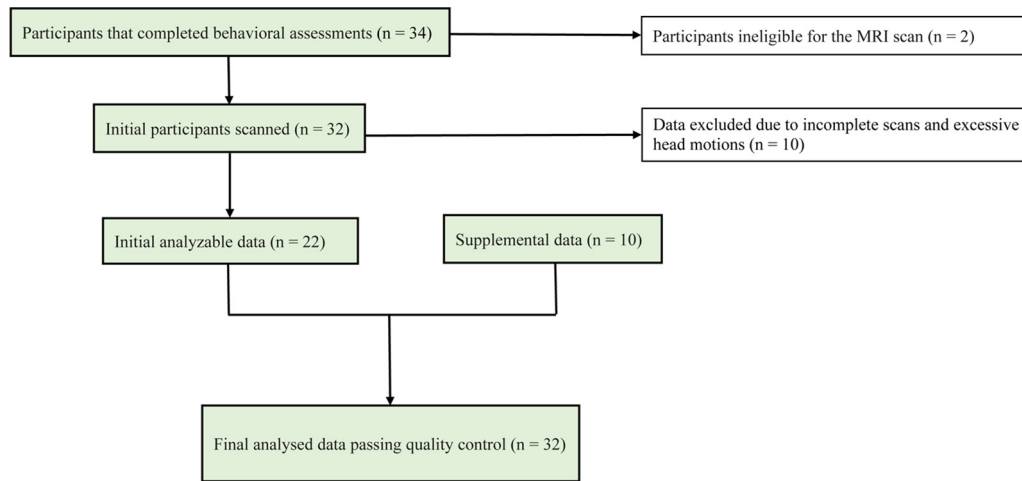 Participants that completed behavioral assessments (n = 34)
Participants ineligible for the MRI scan (n = 2)
Initial participants scanned (n = 32)
Data excluded due to incomplete scans and excessive
head motions (n = 10)
Initial analyzable data (n = 22)
Supplemental data (n = 10)
Final analysed data passing quality control (n = 32)